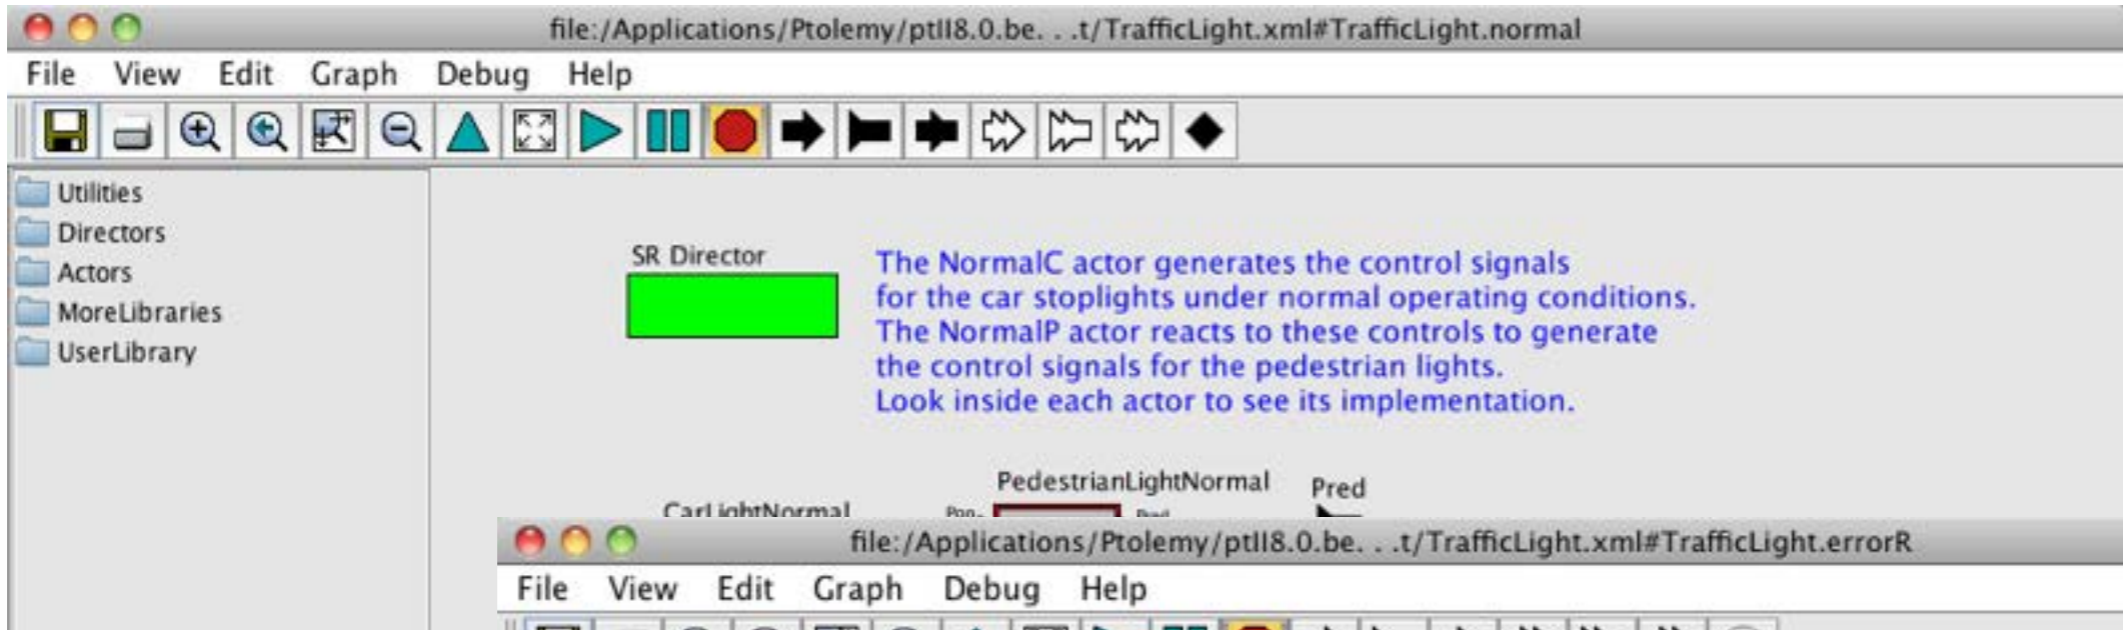 file:/Applications/Ptolemy/ptII8.0.be. . .t/TrafficLight.xml#TrafficLight.normal
File View Edit Graph Debug Help
Utilities
Directors
Actors
MoreLibraries
UserLibrary
SR Director
The NormalC actor generates the control signals
for the car stoplights under normal operating conditions.
The NormalP actor reacts to these controls to generate
the control signals for the pedestrian lights.
Look inside each actor to see its implementation.
PedestrianLightNormal
Pred
CarLightNormal
file:/Applications/Ptolemy/ptII8.0.be. . .t/TrafficLight.xml#TrafficLight.errorR
File View Edit Graph Debug Help